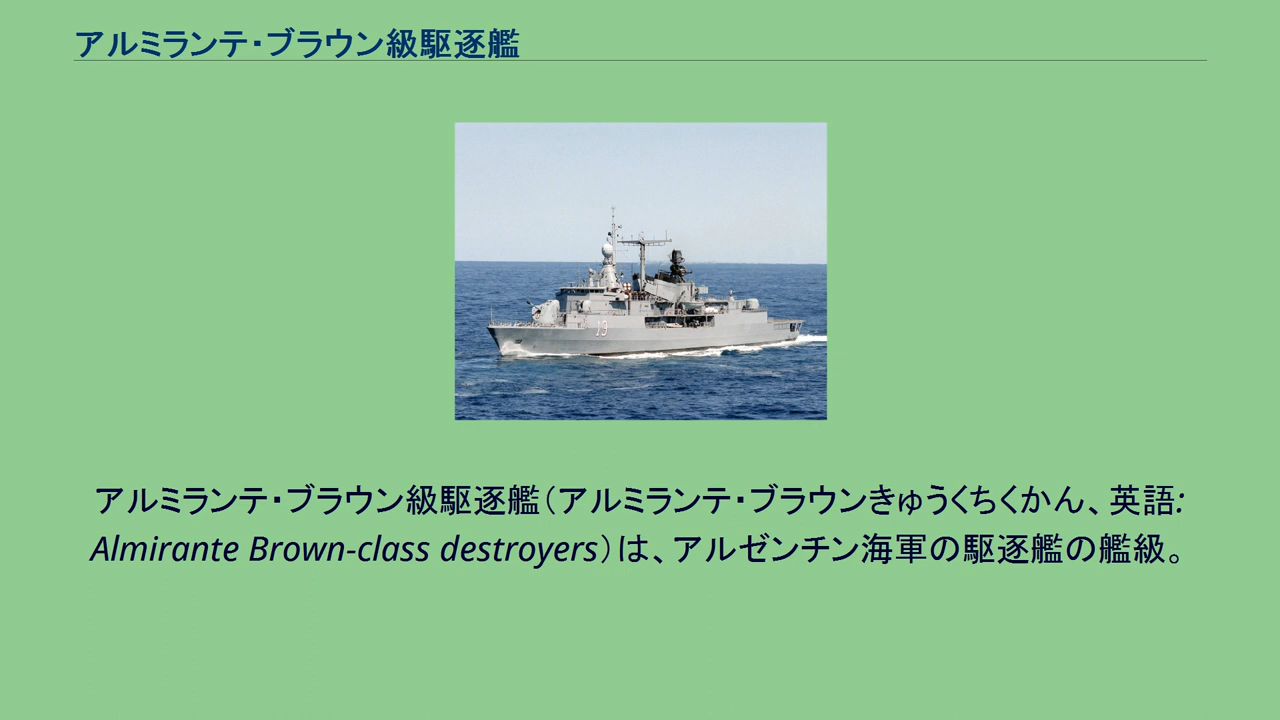 アルミランテ・ブラウン級駆逐艦
13
アルミランテ・ブラウン級駆逐艦（アルミランテ・ブラウンきゅうくちくかん、英語:
Almirante Brown-class destroyers）は、アルゼンチン海軍の駆逐艦の艦級。